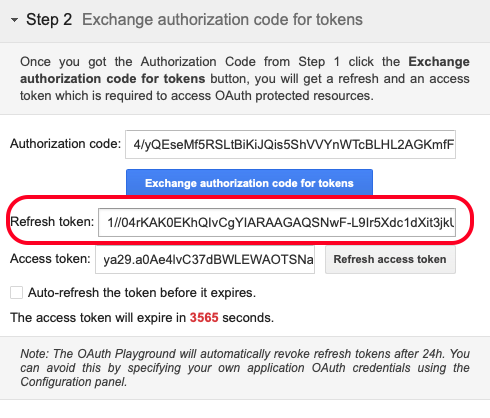 Step 2 Exchange authorization code for tokens
Once you got the Authorization Code from Step 1 click the Exchange
authorization code for tokens button, you will get a refresh and an access
token which is required to access OAuth protected resources.
Authorization code: 4/yQEseMf5RSLtBiKiJQis5ShVVYnWTcBLHL2AGKmfF
Exchange authorization code for tokens
Refresh token: 1//04rKAK0EKhQIvCgYIARAAGAQSNwF-L9Ir5Xdc1dXit3jkU
Access token: ya29.a0Ae4lvC37dBWLEWAOTSNa Refresh access token
Auto-refresh the token before it expires.
The access token will expire in 3565 seconds.
Note: The OAuth Playground will automatically revoke refresh tokens after 24h. You
can avoid this by specifying your own application OAuth credentials using the
Configuration panel.